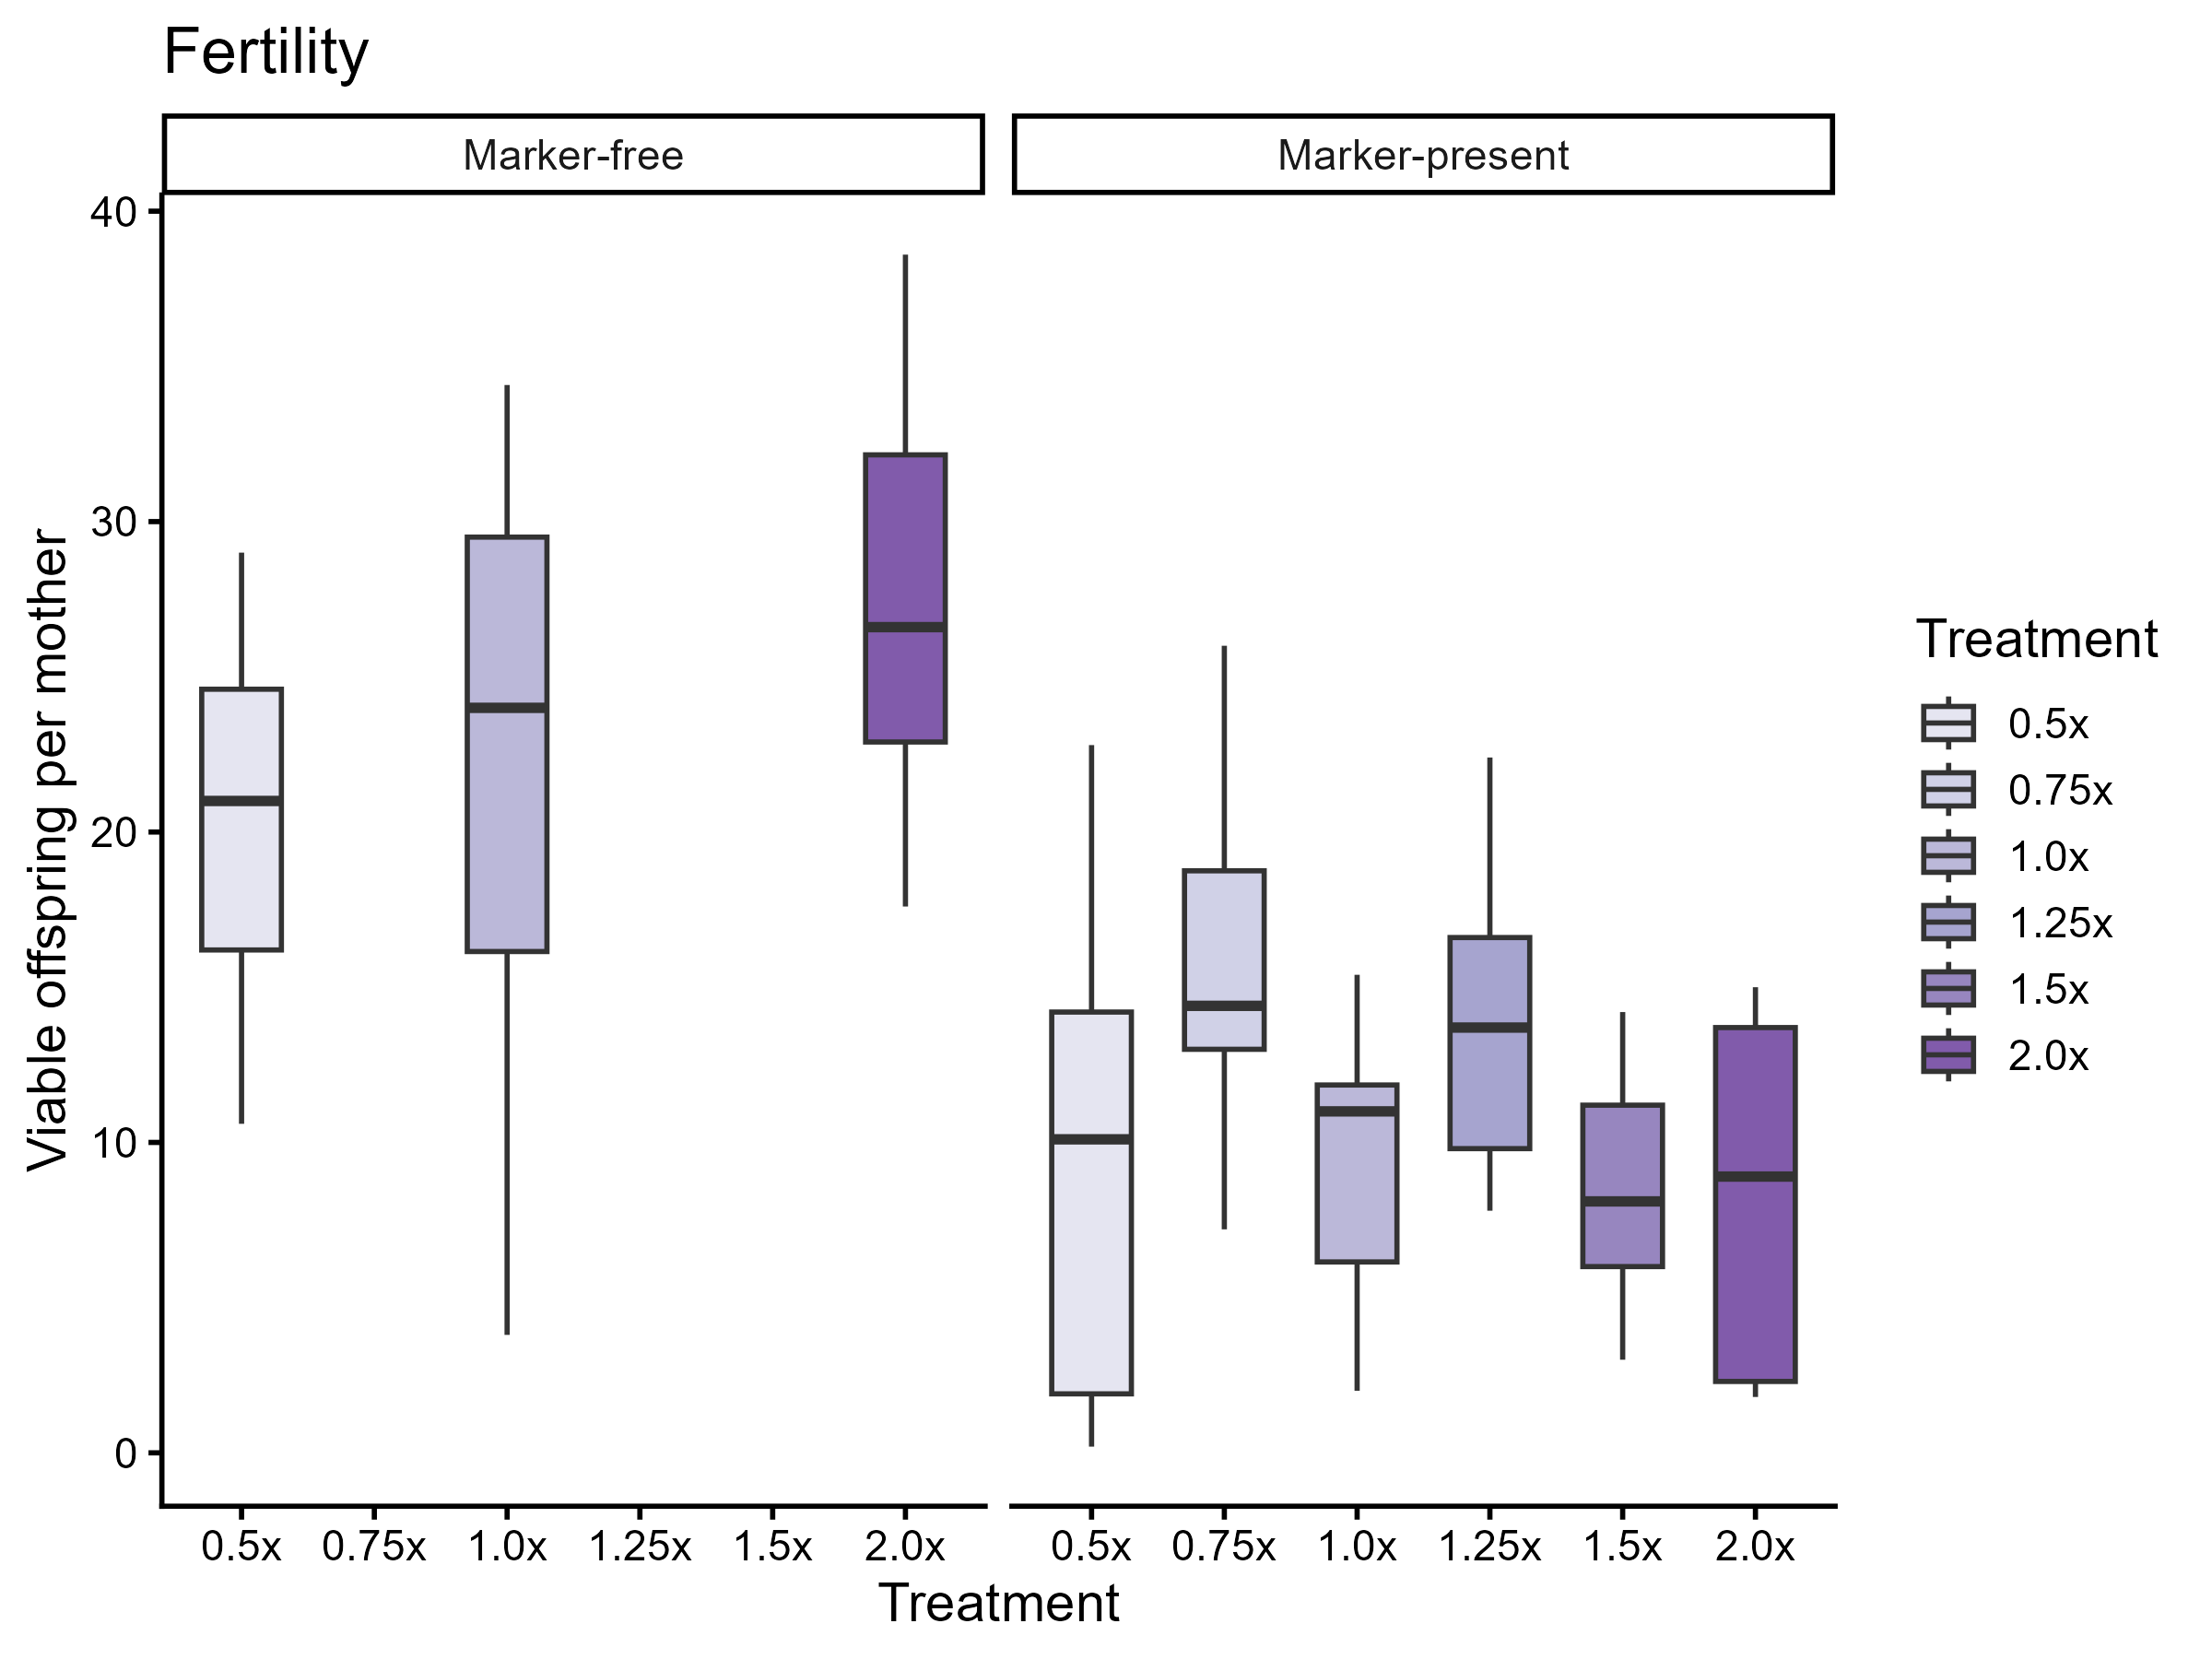 Fertility
Marker-free
Marker-present
Viable offspring per mother
40
30
20
10
0
0.5x 0.75x 1.0x 1.25x 1.5x 2.0x
0.5x 0.75x 1.0x 1.25x 1.5x 2.0x
Treatment
Treatment
0.5x
0.75x
1.0x
1.25x
1.5x
2.0x